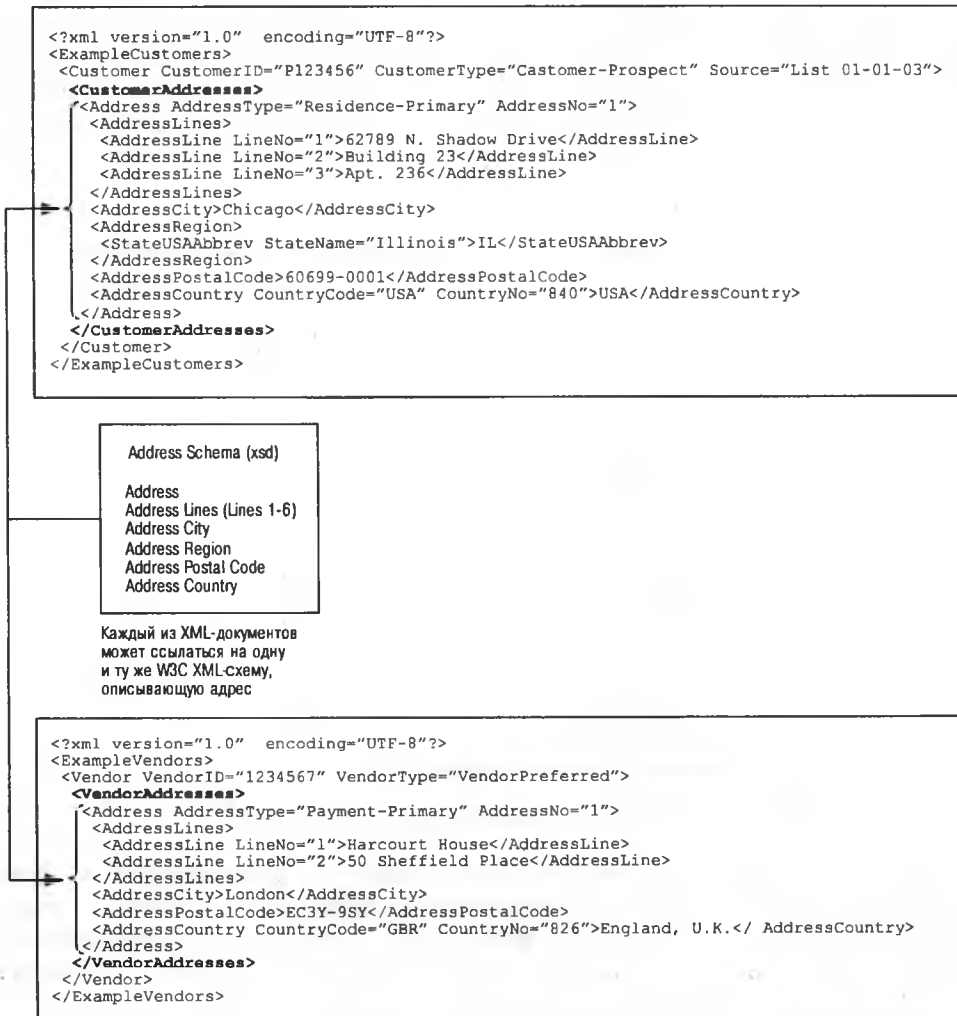 <?xml version="1.0" encoding="UTF-8"?>
<ExampleCustomers>
<Customer CustomerID="P123456" CustomerType="Castomer-Prospect" Source="List 01-01-03">
<CustomerAddresses>
<Address AddressType="Residence-Primary" AddressNo="1">
<AddressLines>
<AddressLine LineNo="1">62789 N. Shadow Drive</AddressLine>
<AddressLine LineNo="2">Building 23</AddressLine>
<AddressLine LineNo="3">Apt. 236</AddressLine>
</AddressLines>
<AddressCity>Chicago</AddressCity>
<AddressRegion>
<StateUSAAbbrev StateName="Illinois">IL</StateUSAAbbrev>
</AddressRegion>
<AddressPostalCode>60699-0001</AddressPostalCode>
<AddressCountry CountryCode="USA" CountryNo="840">USA</AddressCountry>
</Address>
</CustomerAddresses>
</Customer>
</ExampleCustomers>
Address Schema (xsd)
Address
Address Lines (Lines 1-6)
Address City
Address Region
Address Postal Code
Address Country
Каждый из XML-документов
может ссылаться на одну
и ту же W3C XML-схему,
описывающую адрес
<?xml version="1.0" encoding="UTF-8"?>
<ExampleVendors>
<Vendor VendorID="1234567" VendorType="VendorPreferred">
<VendorAddresses>
<Address AddressType="Payment-Primary" AddressNo="1">
<AddressLines>
<AddressLine LineNo="1">Harcourt House</AddressLine>
<AddressLine LineNo="2">50 Sheffield Place</AddressLine>
</AddressLines>
<AddressCity>London</AddressCity>
<AddressPostalCode>EC3Y-9SY</AddressPostalCode>
<AddressCountry CountryCode="GBR" CountryNo="826">England, U.K.</ AddressCountry>
</Address>
</VendorAddresses>
</Vendor>
</ExampleVendors>